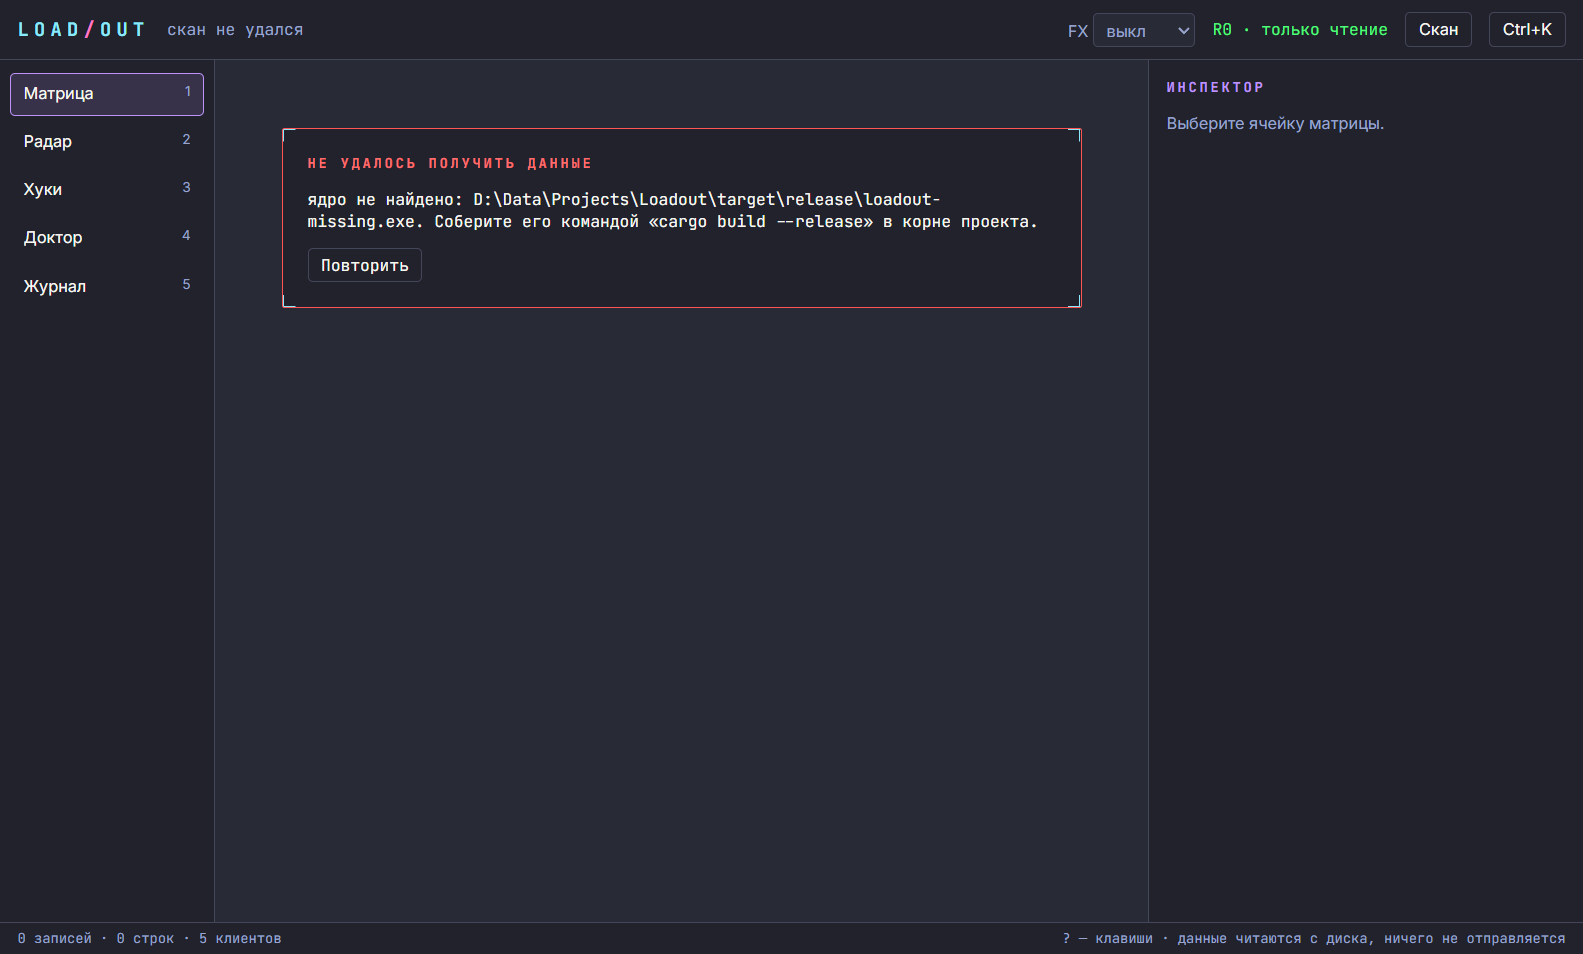 LOAD/OUT скан не удался FX выкл R0 · только чтение Скан Ctrl+K
Матрица 1
Радар 2
Хуки 3
Доктор 4
Журнал 5
НЕ УДАЛОСЬ ПОЛУЧИТЬ ДАННЫЕ
ядро не найдено: D:\Data\Projects\Loadout\target\release\loadout-
missing.exe. Соберите его командой «cargo build --release» в корне проекта.
Повторить
ИНСПЕКТОР
Выберите ячейку матрицы.
0 записей · 0 строк · 5 клиентов
? — клавиши · данные читаются с диска, ничего не отправляется